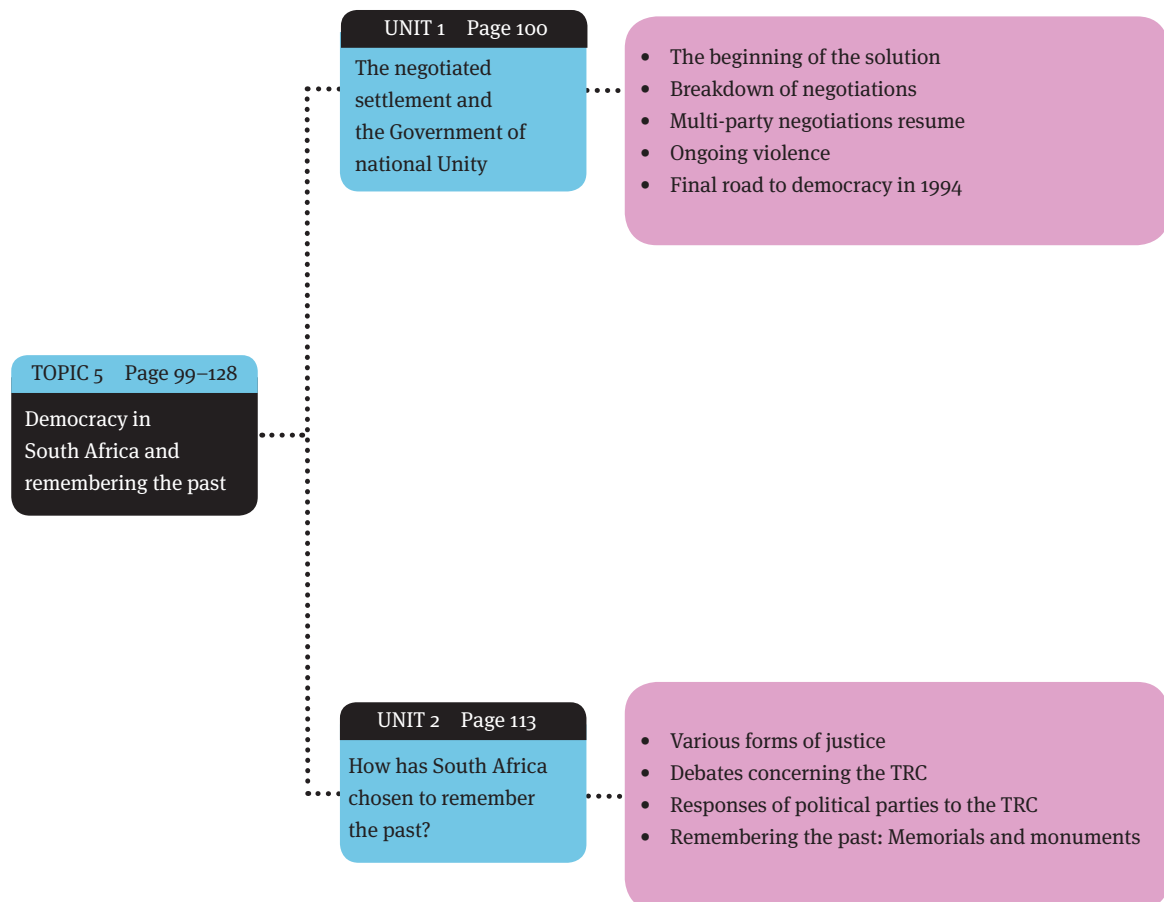 UNIT 1 Page 100
The negotiated
settlement and
the Government of
national Unity
• The beginning of the solution
• Breakdown of negotiations
• Multi-party negotiations resume
• Ongoing violence
• Final road to democracy in 1994
TOPIC 5 Page 99–128
Democracy in
South Africa and
remembering the past
UNIT 2 Page 113
How has South Africa
chosen to remember
the past?
• Various forms of justice
• Debates concerning the TRC
• Responses of political parties to the TRC
• Remembering the past: Memorials and monuments